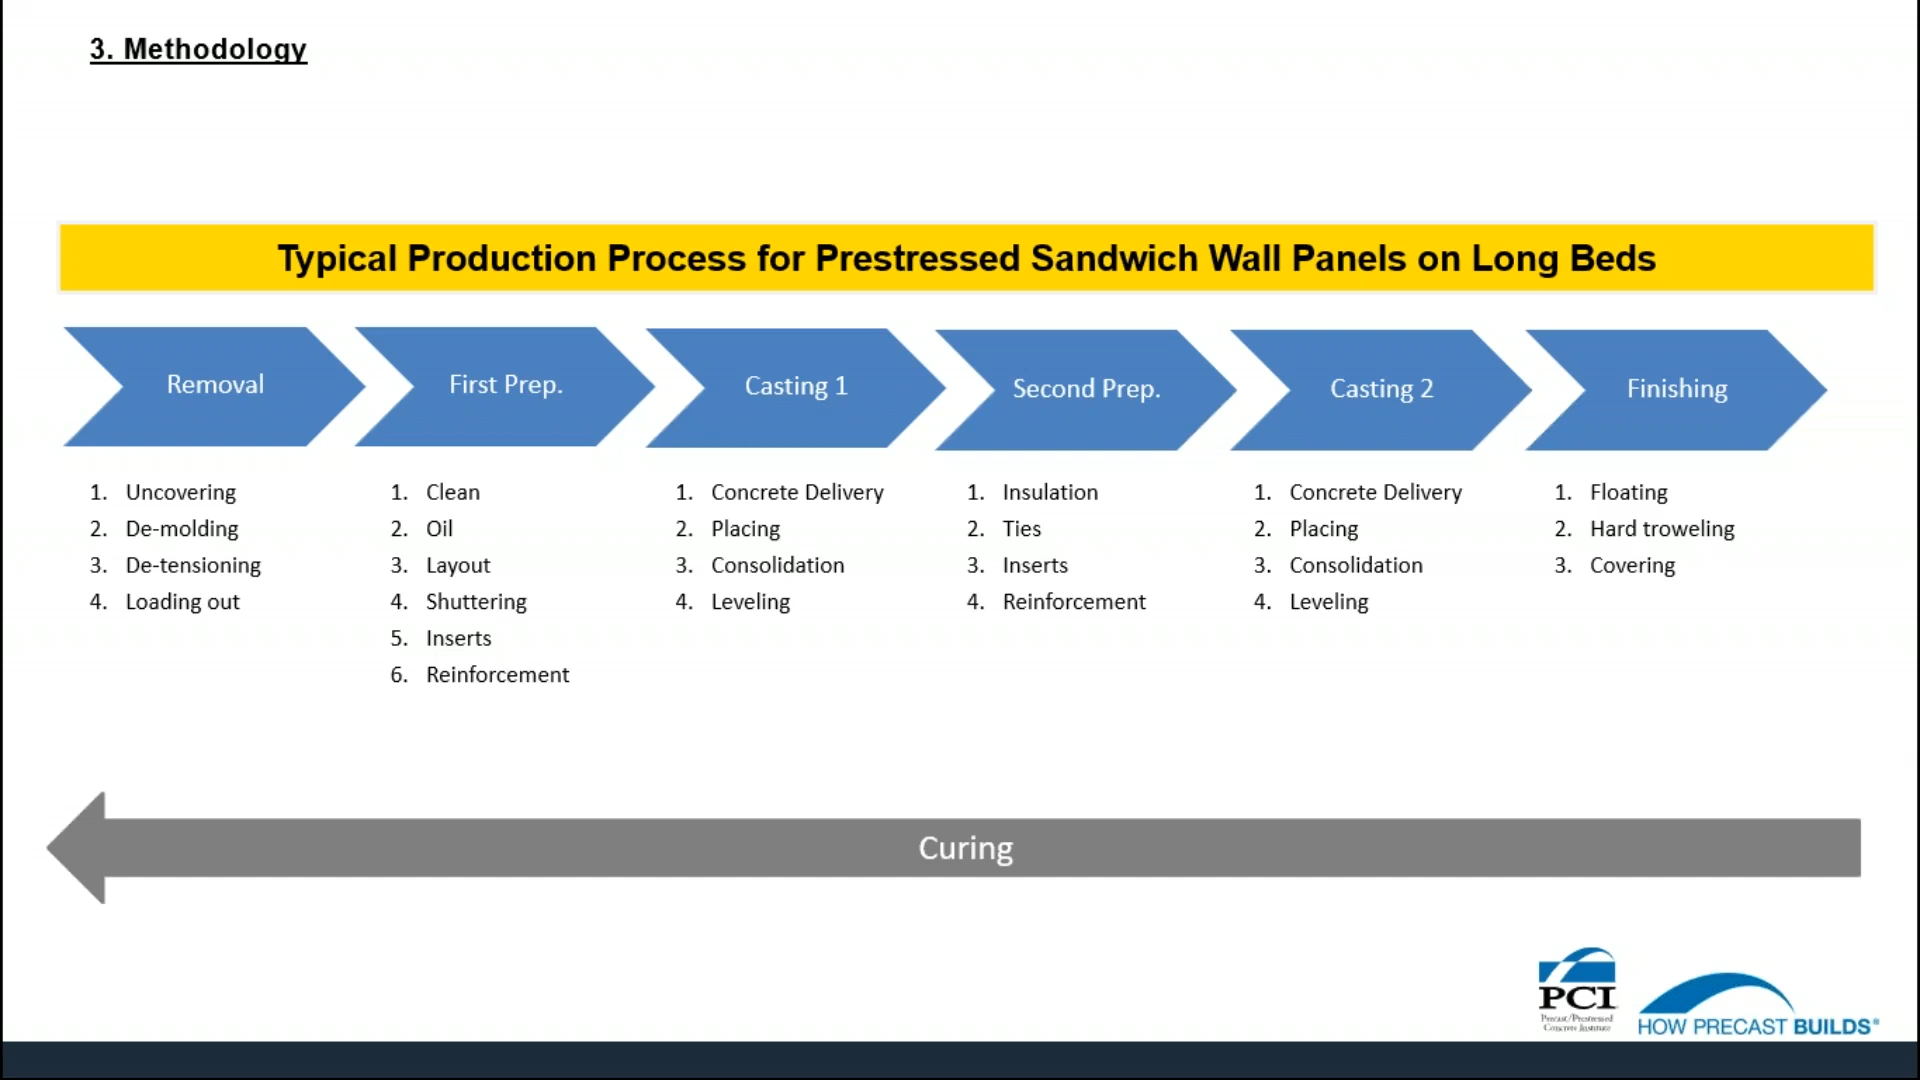 3. Methodology
Typical Production Process for Prestressed Sandwich Wall Panels on Long Beds
Removal
1. Uncovering
2. De-molding
3. De-tensioning
4. Loading out
First Prep.
1. Clean
2. Oil
3. Layout
4. Shuttering
5. Inserts
6. Reinforcement
Casting 1
1. Concrete Delivery
2. Placing
3. Consolidation
4. Leveling
Second Prep.
1. Insulation
2. Ties
3. Inserts
4. Reinforcement
Casting 2
1. Concrete Delivery
2. Placing
3. Consolidation
4. Leveling
Finishing
1. Floating
2. Hard troweling
3. Covering
Curing
PCI
Precast/Prestressed
Concrete Institute
HOW PRECAST BUILDS®